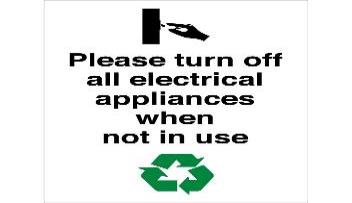 Please turn off
all electrical
appliances
when
not in use